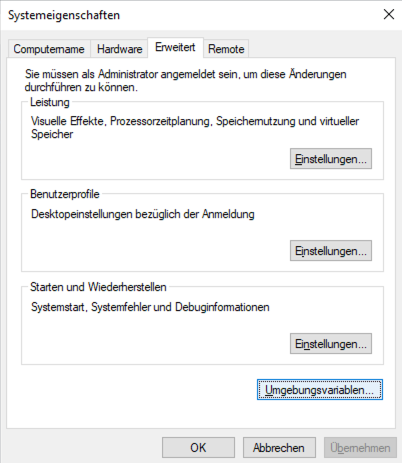 Systemeigenschaften
Computername Hardware Erweitert Remote
Sie müssen als Administrator angemeldet sein, um diese Änderungen
durchführen zu können.
Leistung
Visuelle Effekte, Prozessorzeitplanung, Speichernutzung und virtueller
Speicher
Einstellungen...
Benutzerprofile
Desktopeinstellungen bezüglich der Anmeldung
Einstellungen...
Starten und Wiederherstellen
Systemstart, Systemfehler und Debuginformationen
Einstellungen...
Umgebungsvariablen...
OK Abbrechen Übernehmen